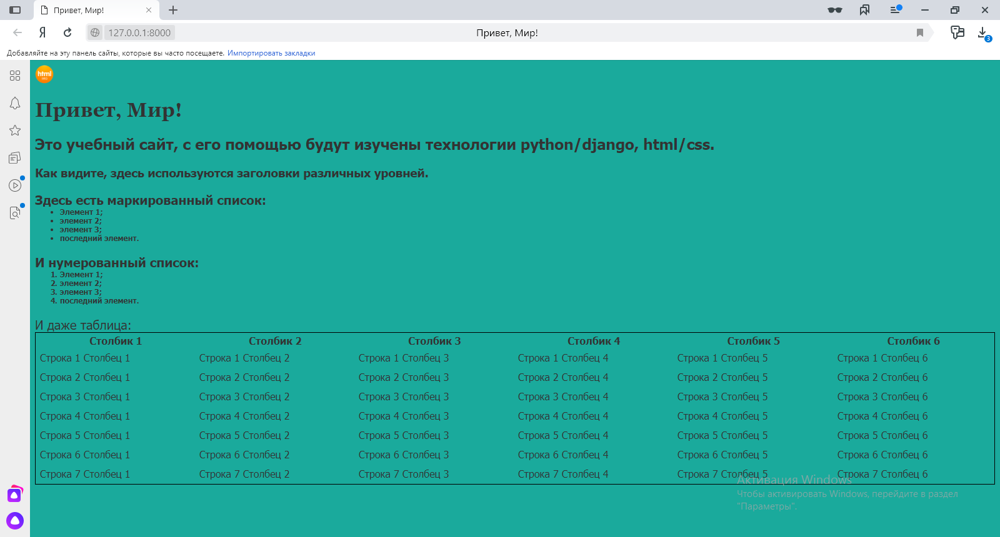 Привет, Мир!
Я
127.0.0.1:8000
Привет, Мир!
3
Добавляйте на эту панель сайты, которые вы часто посещаете. Импортировать закладки
html
Привет, Мир!
Это учебный сайт, с его помощью будут изучены технологии python/django, html/css.
Как видите, здесь используются заголовки различных уровней.
Здесь есть маркированный список:
• Элемент 1;
• элемент 2;
• элемент 3;
• последний элемент.
И нумерованный список:
1. Элемент 1;
2. элемент 2;
3. элемент 3;
4. последний элемент.
И даже таблица:
Столбик 1 Столбик 2 Столбик 3 Столбик 4 Столбик 5 Столбик 6
Строка 1 Столбец 1 Строка 1 Столбец 2 Строка 1 Столбец 3 Строка 1 Столбец 4 Строка 1 Столбец 5 Строка 1 Столбец 6
Строка 2 Столбец 1 Строка 2 Столбец 2 Строка 2 Столбец 3 Строка 2 Столбец 4 Строка 2 Столбец 5 Строка 2 Столбец 6
Строка 3 Столбец 1 Строка 3 Столбец 2 Строка 3 Столбец 3 Строка 3 Столбец 4 Строка 3 Столбец 5 Строка 3 Столбец 6
Строка 4 Столбец 1 Строка 4 Столбец 2 Строка 4 Столбец 3 Строка 4 Столбец 4 Строка 4 Столбец 5 Строка 4 Столбец 6
Строка 5 Столбец 1 Строка 5 Столбец 2 Строка 5 Столбец 3 Строка 5 Столбец 4 Строка 5 Столбец 5 Строка 5 Столбец 6
Строка 6 Столбец 1 Строка 6 Столбец 2 Строка 6 Столбец 3 Строка 6 Столбец 4 Строка 6 Столбец 5 Строка 6 Столбец 6
Строка 7 Столбец 1 Строка 7 Столбец 2 Строка 7 Столбец 3 Строка 7 Столбец 4 Строка 7 Столбец 5 Строка 7 Столбец 6
Активация Windows
Чтобы активировать Windows, перейдите в раздел
"Параметры".